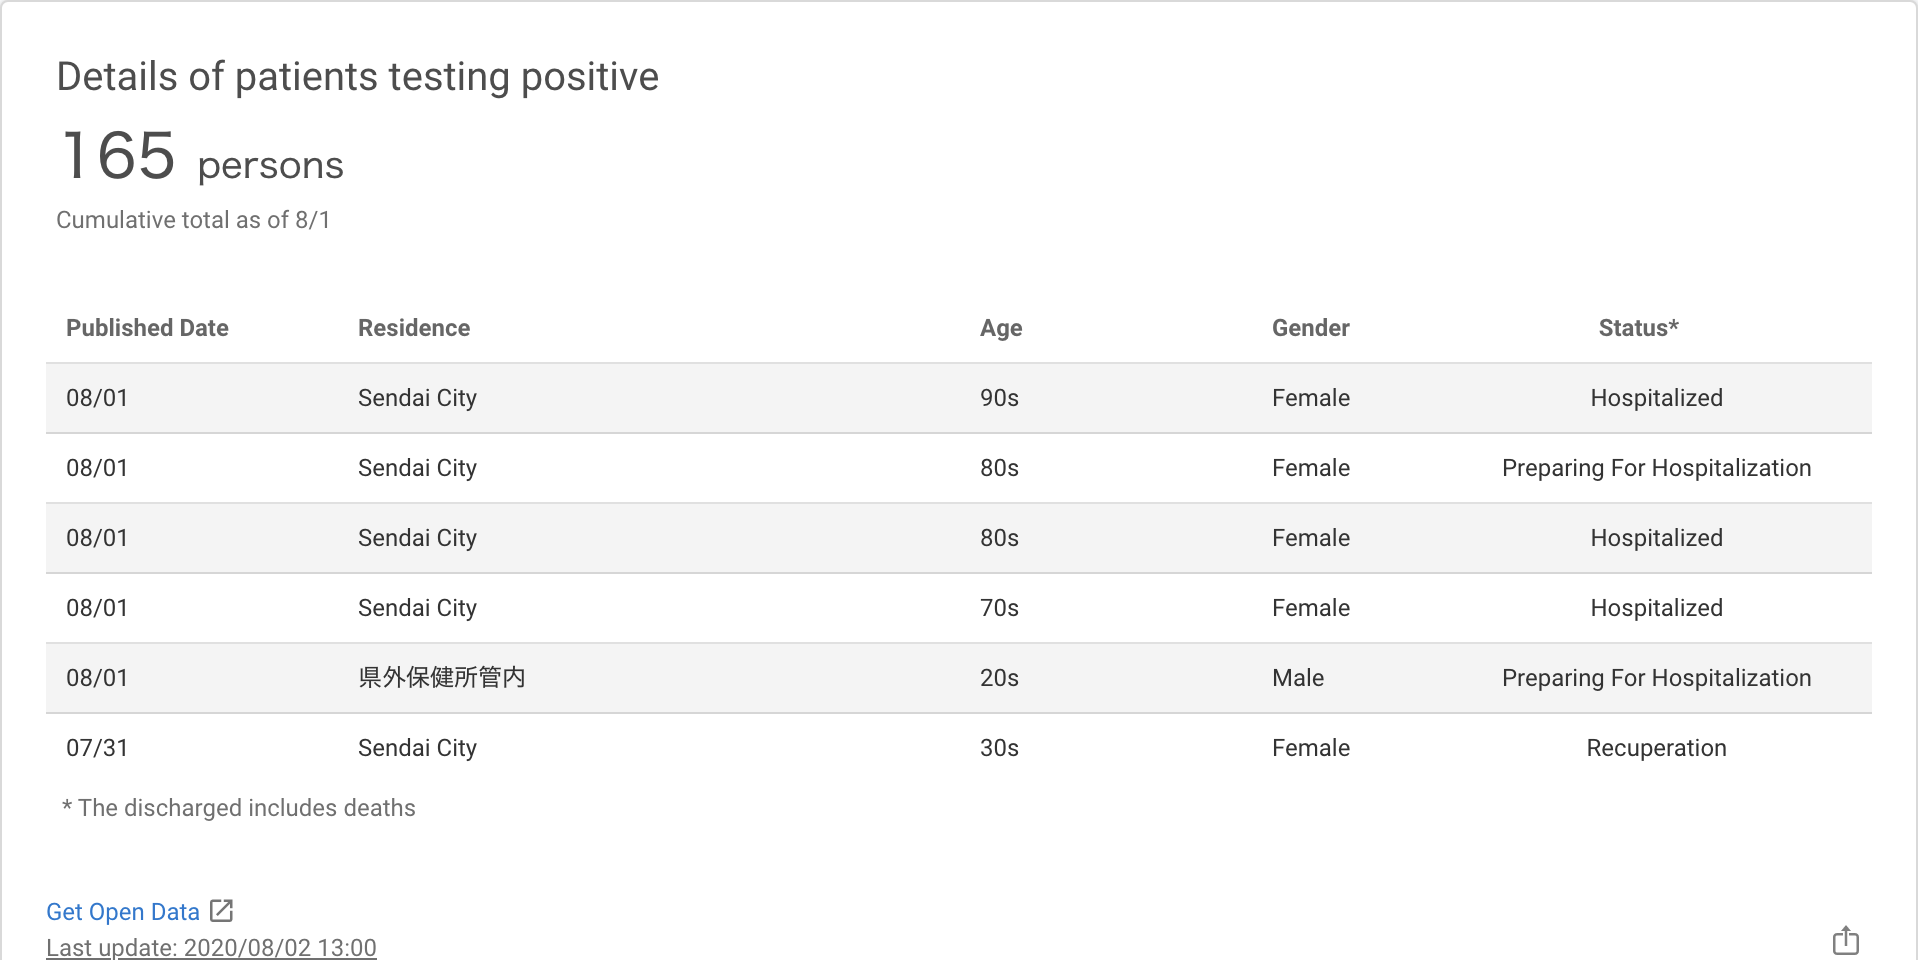 Details of patients testing positive
165 persons
Cumulative total as of 8/1
Published Date Residence Age Gender Status*
08/01 Sendai City 90s Female Hospitalized
08/01 Sendai City 80s Female Preparing For Hospitalization
08/01 Sendai City 80s Female Hospitalized
08/01 Sendai City 70s Female Hospitalized
08/01 県外保健所管内 20s Male Preparing For Hospitalization
07/31 Sendai City 30s Female Recuperation
* The discharged includes deaths
Get Open Data
Last update: 2020/08/02 13:00